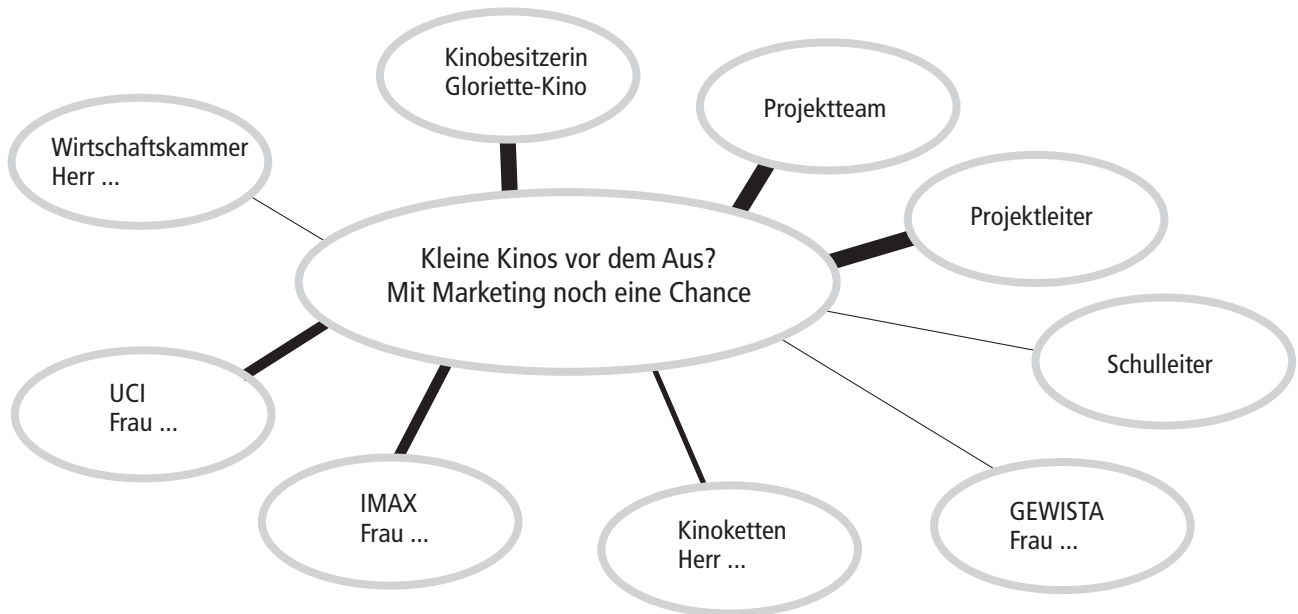 Kinobesitzerin
Gloriette-Kino
Projektteam
Wirtschaftskammer
Herr ...
Projektleiter
Kleine Kinos vor dem Aus?
Mit Marketing noch eine Chance
Schulleiter
UCI
Frau ...
IMAX
Frau ...
Kinoketten
Herr ...
GEWISTA
Frau ...